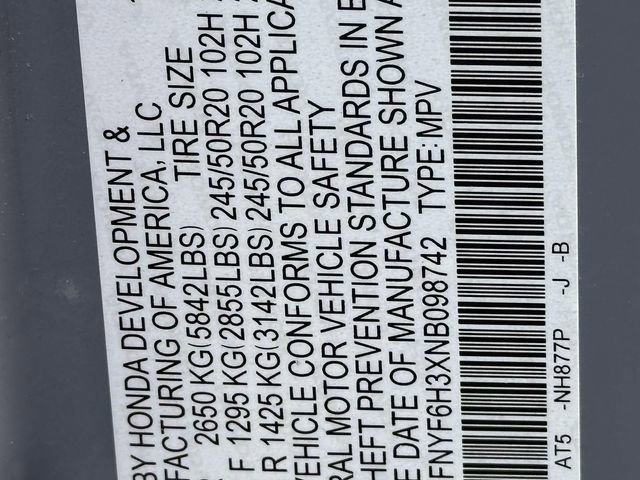 BY HONDA DEVELOPMENT &
FACTURING OF AMERICA, LLC
2650 KG(5842LBS) TIRE SIZE
F 1295 KG(2855LBS) 245/50R20 102H
R 1425 KG(3142LBS) 245/50R20 102H
VEHICLE CONFORMS TO ALL APPLICA
RAL MOTOR VEHICLE SAFETY
HEFT PREVENTION STANDARDS IN E
E DATE OF MANUFACTURE SHOWN A
FNYF6H3XNB098742 TYPE: MPV
AT5 -NH877P -J -B